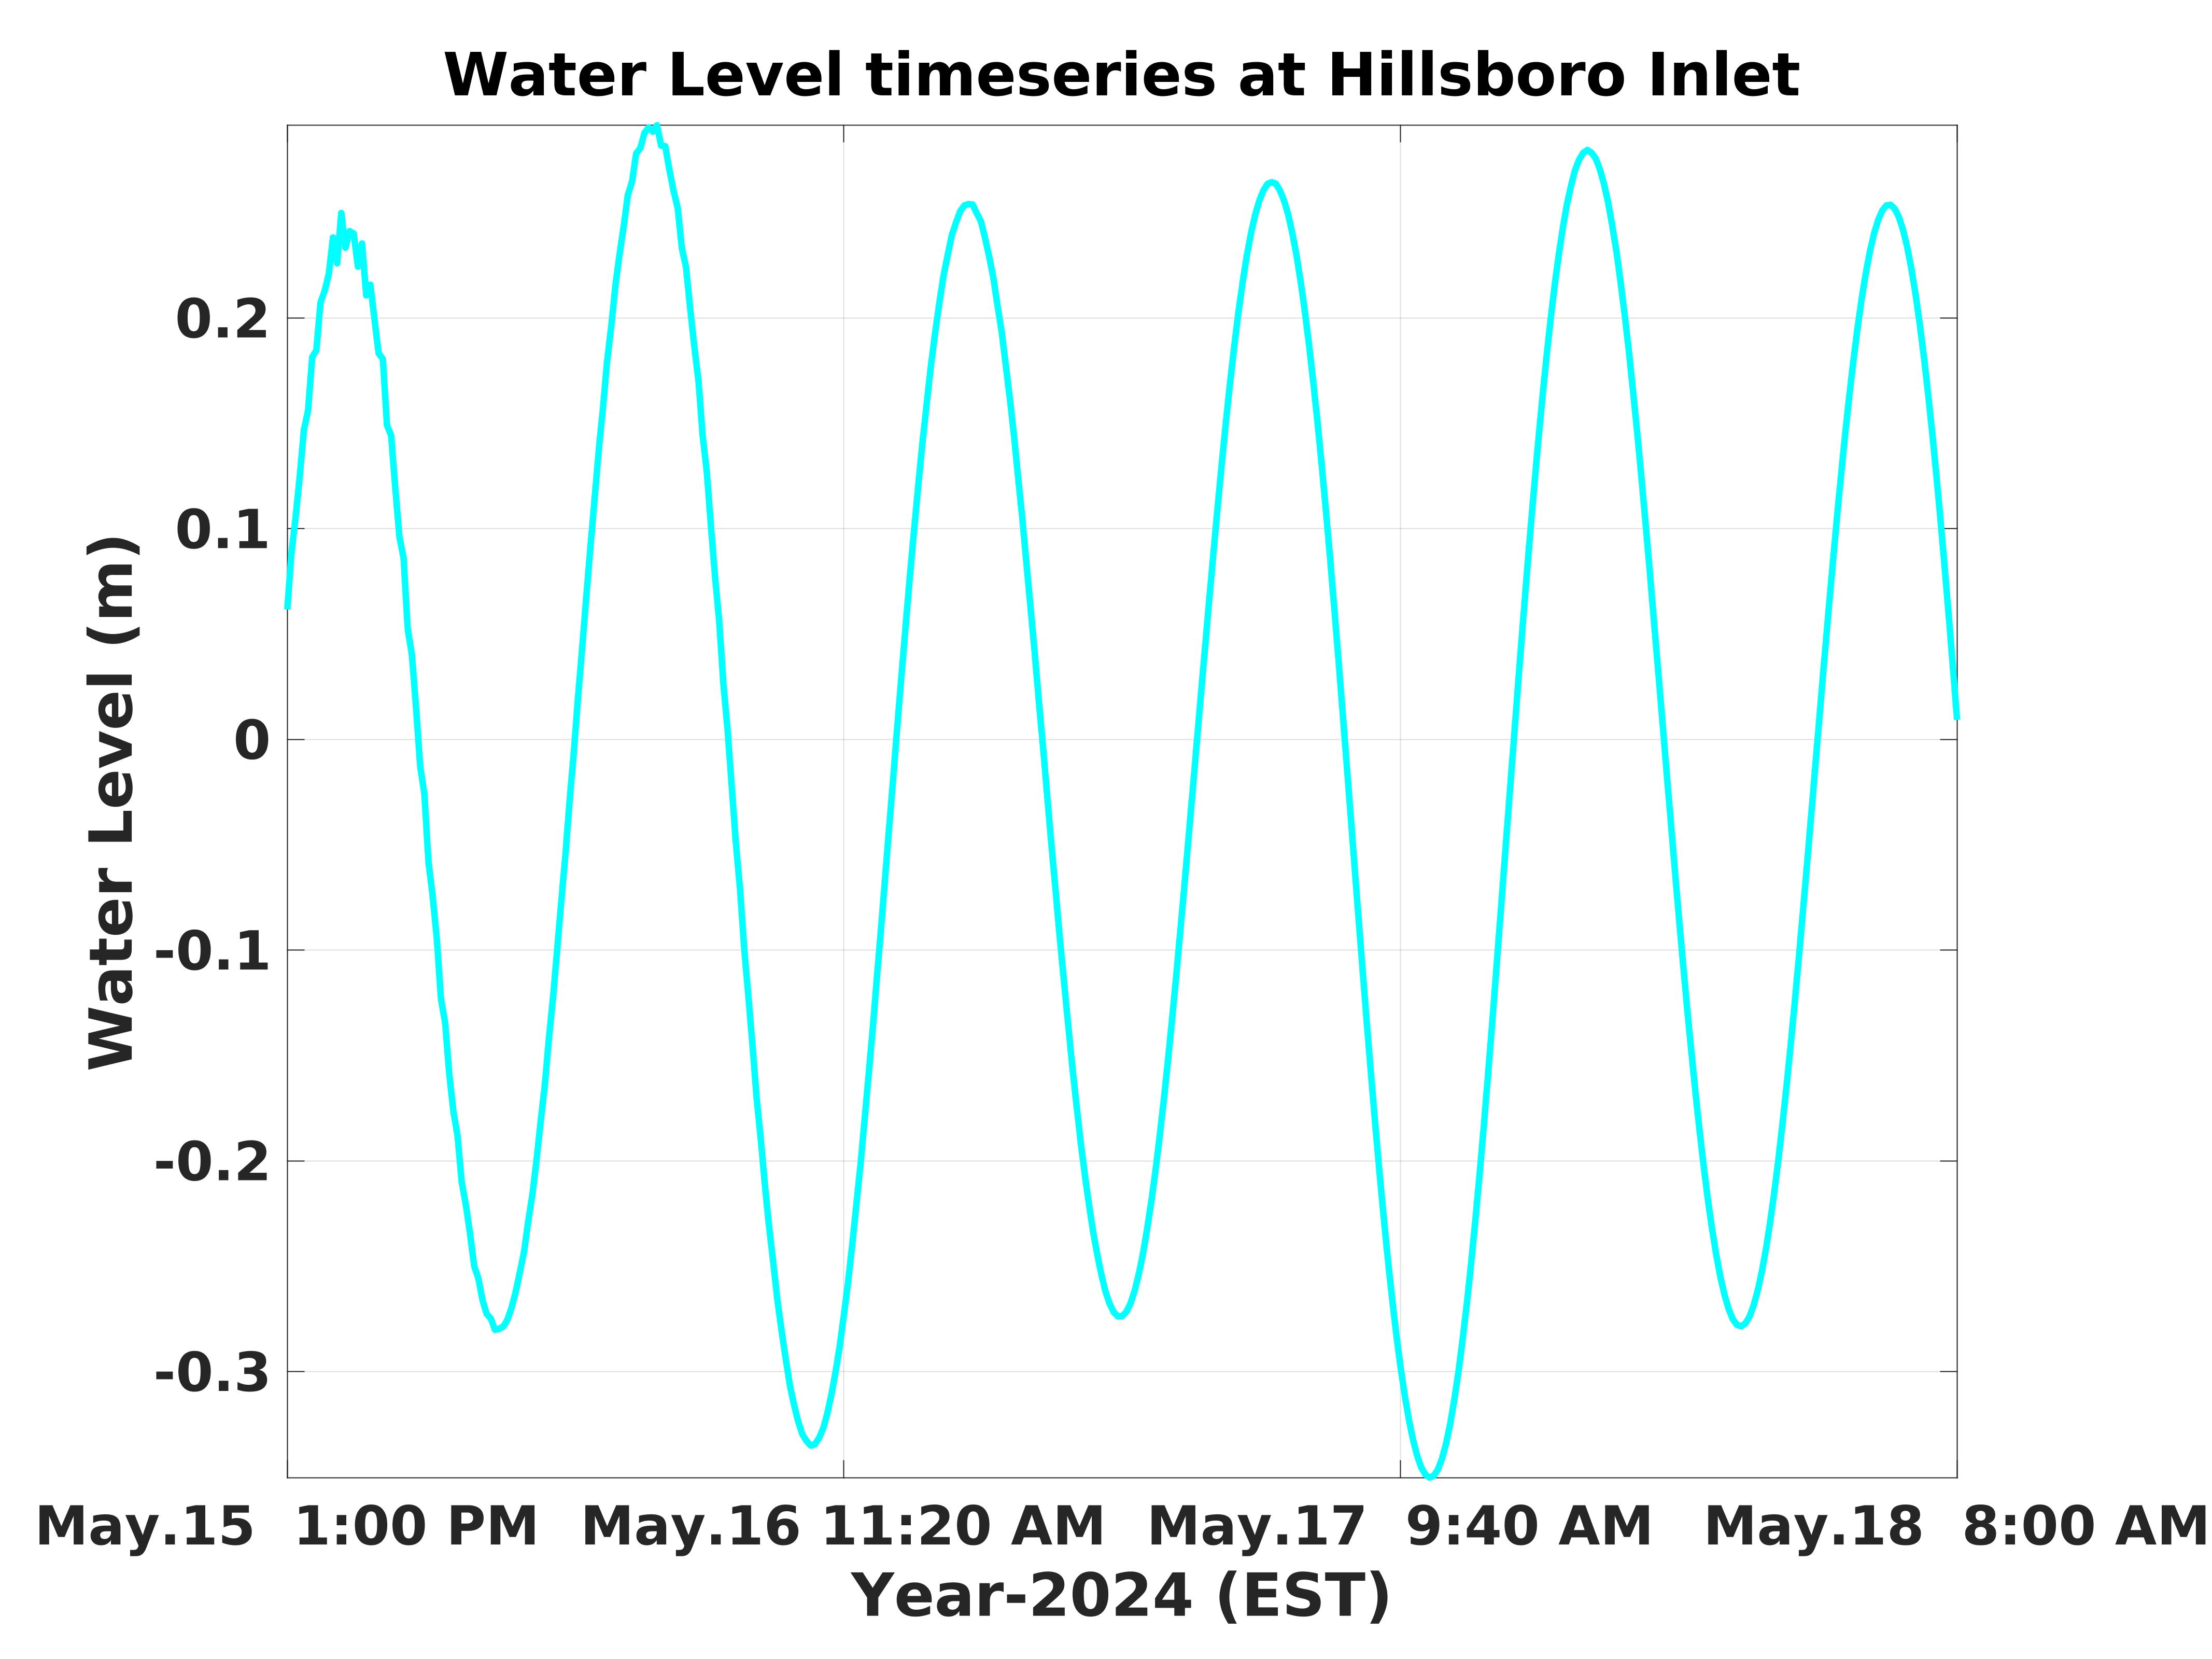 Water Level timeseries at Hillsboro Inlet
Water Level (m)
0.2
0.1
0
-0.1
-0.2
-0.3
May.15 1:00 PM May.16 11:20 AM May.17 9:40 AM May.18 8:00 AM
Year-2024 (EST)